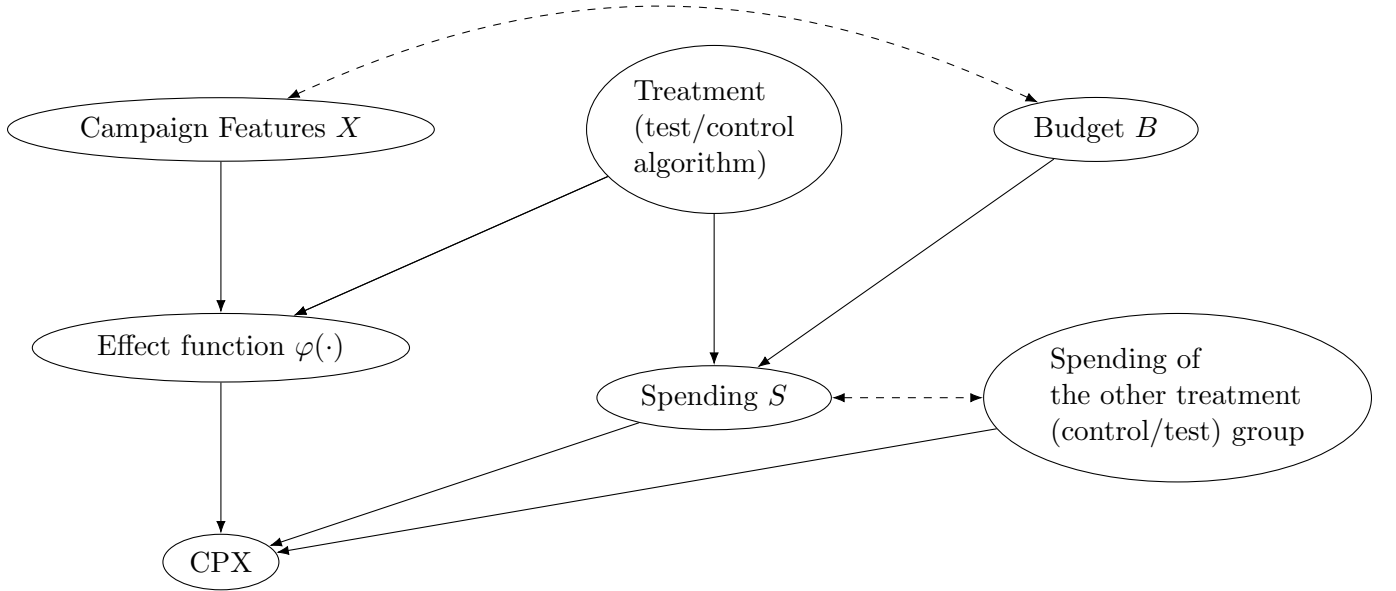 Campaign Features X
Treatment
(test/control
algorithm)
Budget B
Effect function φ(·)
Spending S
Spending of
the other treatment
(control/test) group
CPX